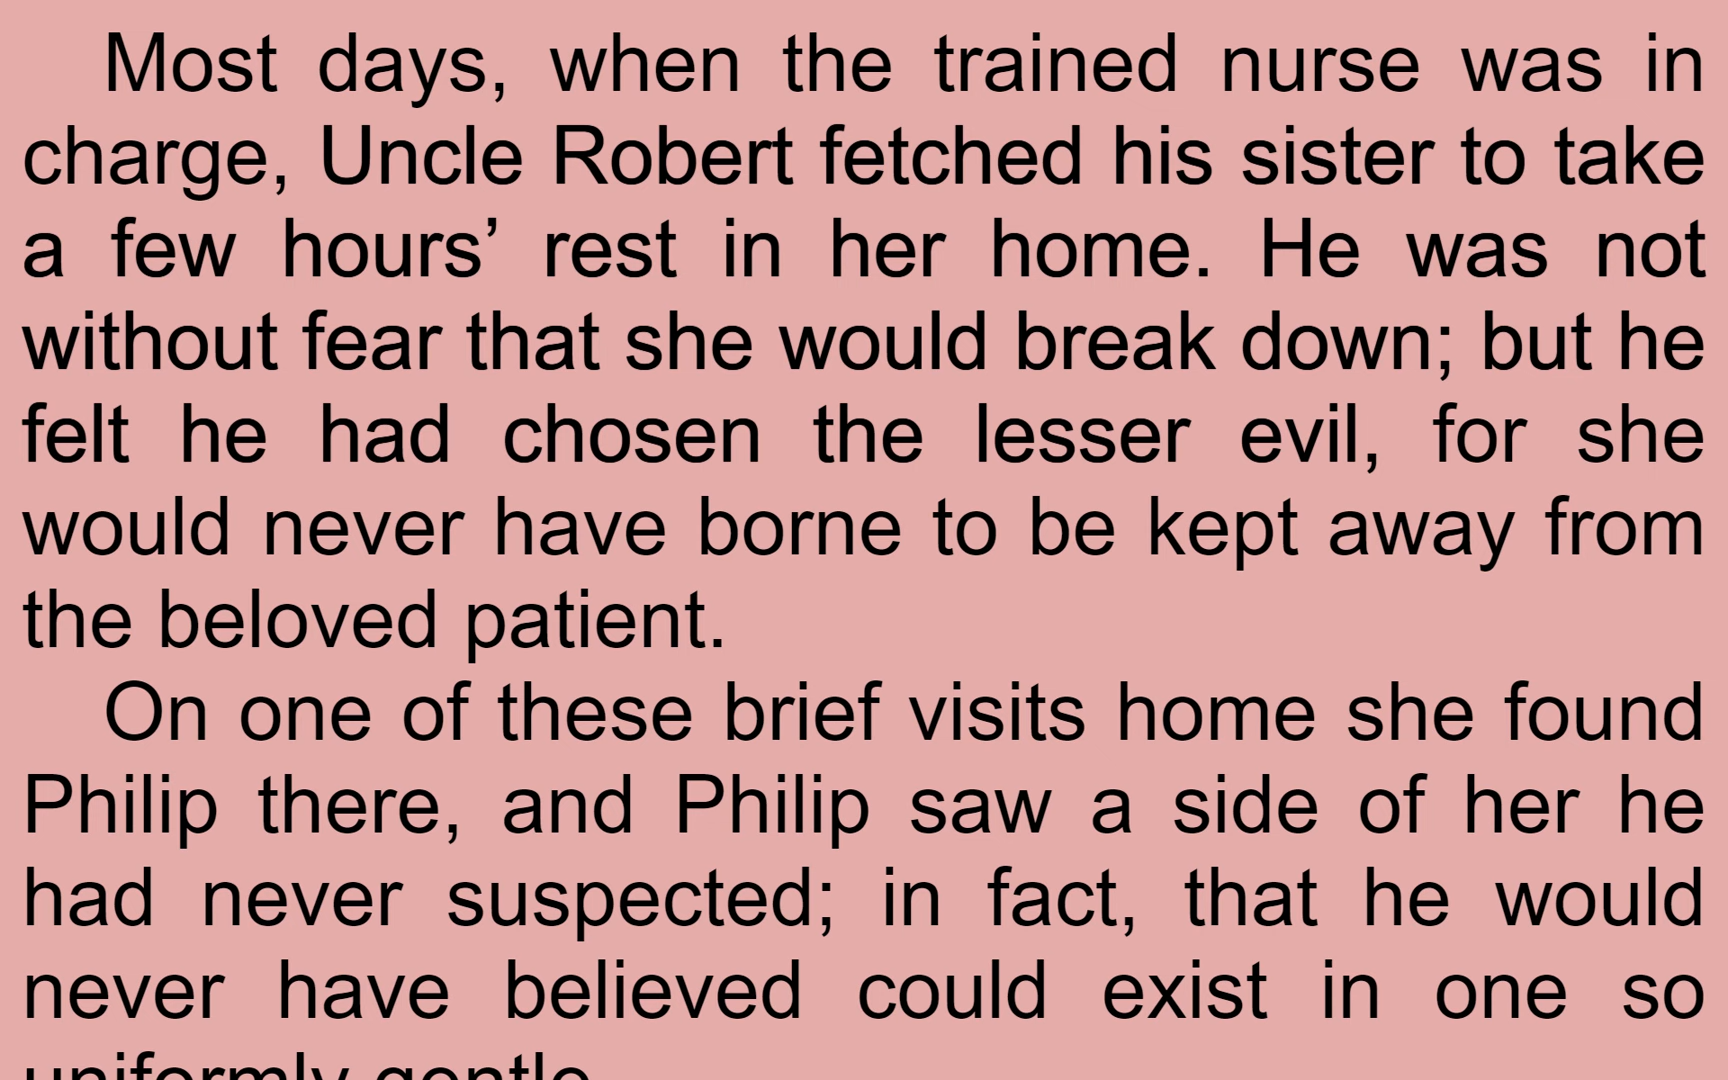 Most days, when the trained nurse was in
charge, Uncle Robert fetched his sister to take
a few hours’ rest in her home. He was not
without fear that she would break down; but he
felt he had chosen the lesser evil, for she
would never have borne to be kept away from
the beloved patient.
On one of these brief visits home she found
Philip there, and Philip saw a side of her he
had never suspected; in fact, that he would
never have believed could exist in one so
uniformly gentle.